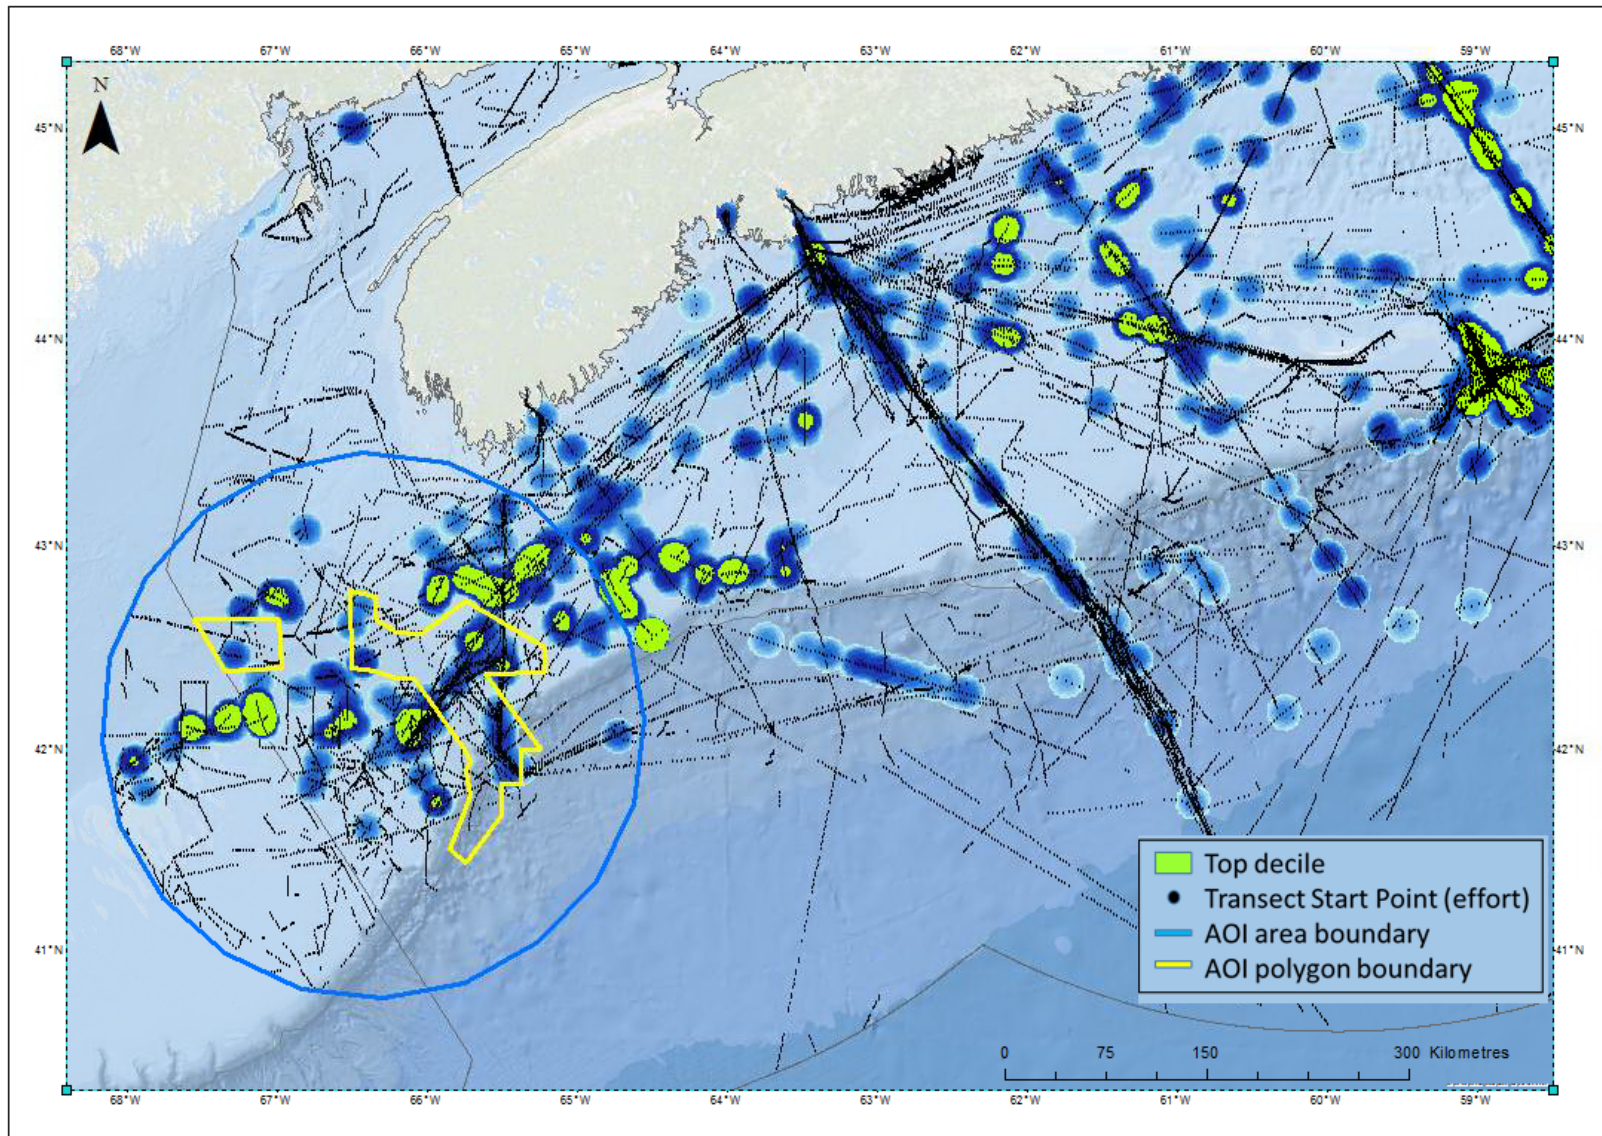 68°W 67°W 66°W 65°W 64°W 63°W 62°W 61°W 60°W 59°W
N
45°N 45°N
44°N 44°N
43°N 43°N
42°N 42°N
41°N 41°N
Top decile
Transect Start Point (effort)
AOI area boundary
AOI polygon boundary
0 75 150 300 Kilometres
68°W 67°W 66°W 65°W 64°W 63°W 62°W 61°W 60°W 59°W